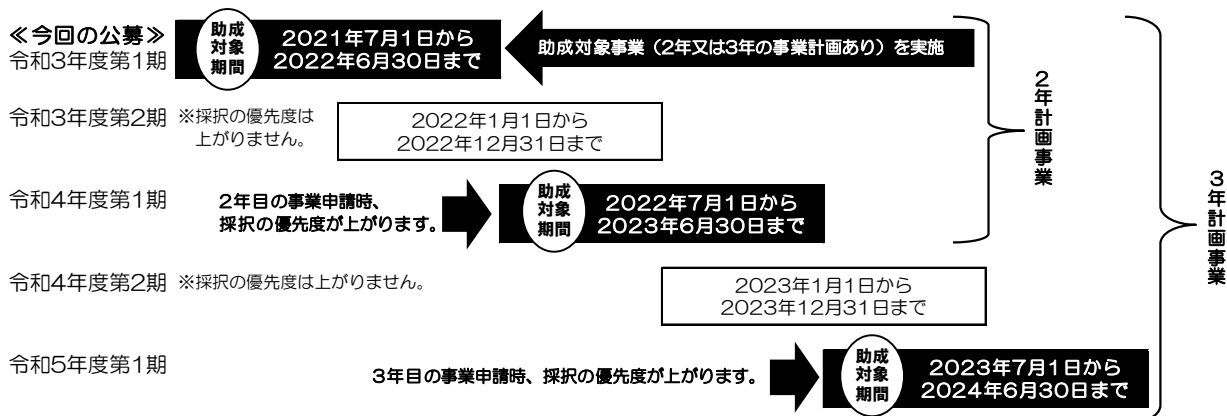 ≪今回の公募≫
令和3年度第1期
助成
対象
期間
2021年7月1日から
2022年6月30日まで
助成対象事業（2年又は3年の事業計画あり）を実施
令和3年度第2期
※採択の優先度は
上がりません。
2022年1月1日から
2022年12月31日まで
2年計画事業
令和4年度第1期
2年目の事業申請時、
採択の優先度が上がります。
助成
対象
期間
2022年7月1日から
2023年6月30日まで
3年計画事業
令和4年度第2期
※採択の優先度は上がりません。
2023年1月1日から
2023年12月31日まで
令和5年度第1期
3年目の事業申請時、採択の優先度が上がります。
助成
対象
期間
2023年7月1日から
2024年6月30日まで